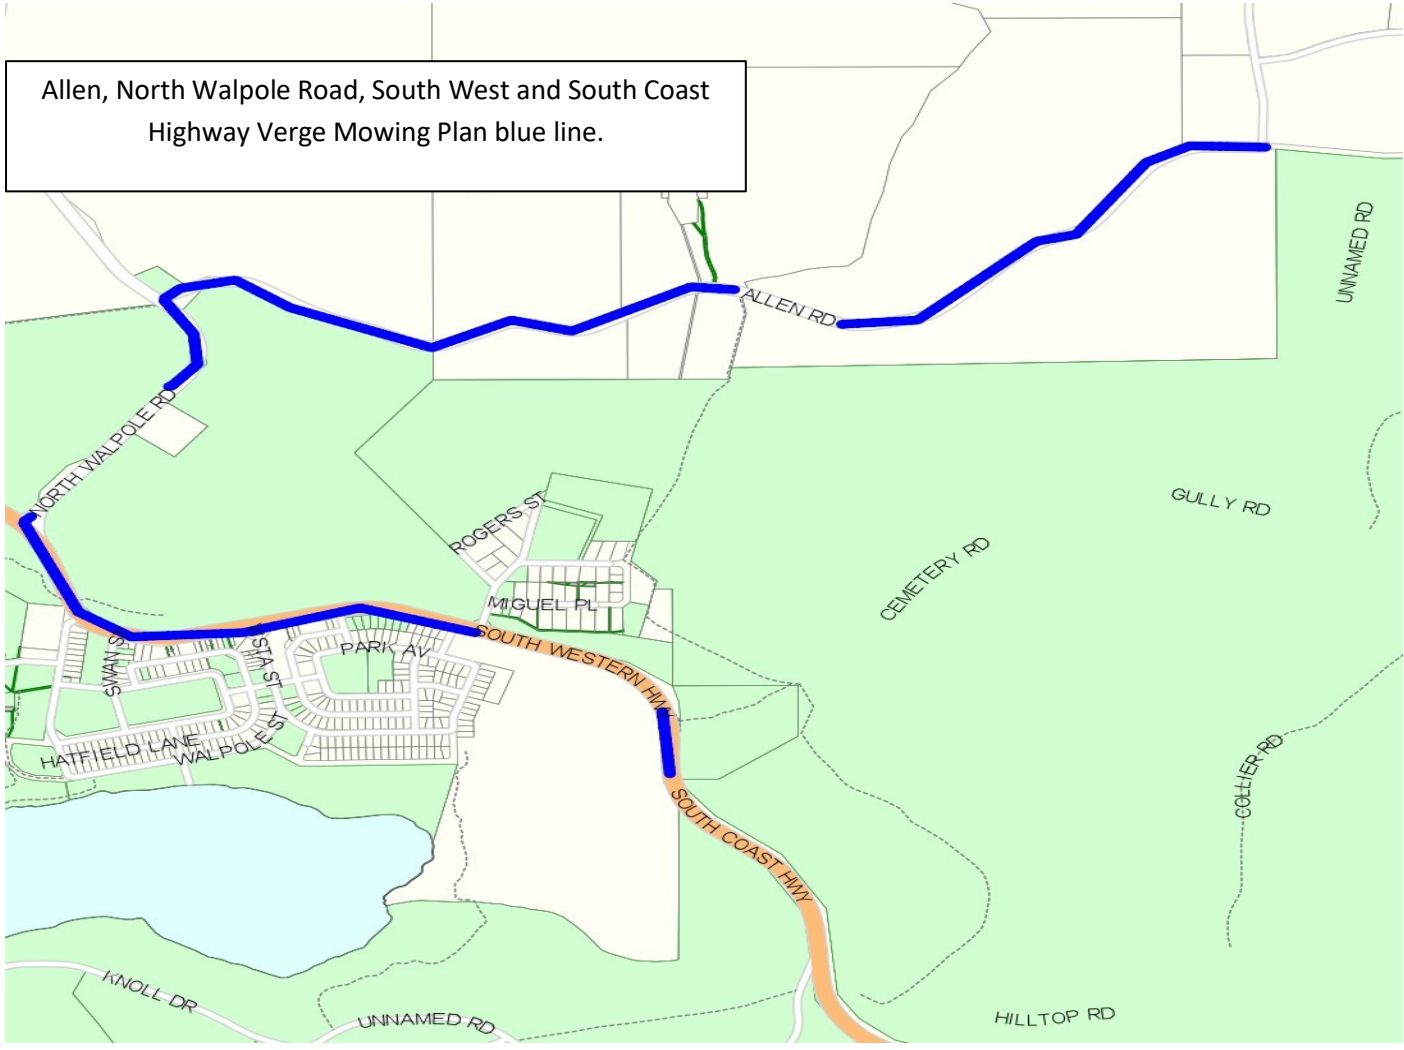 Allen, North Walpole Road, South West and South Coast
Highway Verge Mowing Plan blue line.
UNNAMED RD
ALLEN RD
NORTH WALPOLE RD
GULLY RD
ROGERS ST
CEMETERY RD
MIGUEL PL
SOUTH WESTERN HWY
PARK AV
SWAN S
STA ST
HATFIELD LANE
WALPOLE ST
COLLIER RD
SOUTH COAST HWY
KNOLL DR
UNNAMED RD
HILLTOP RD